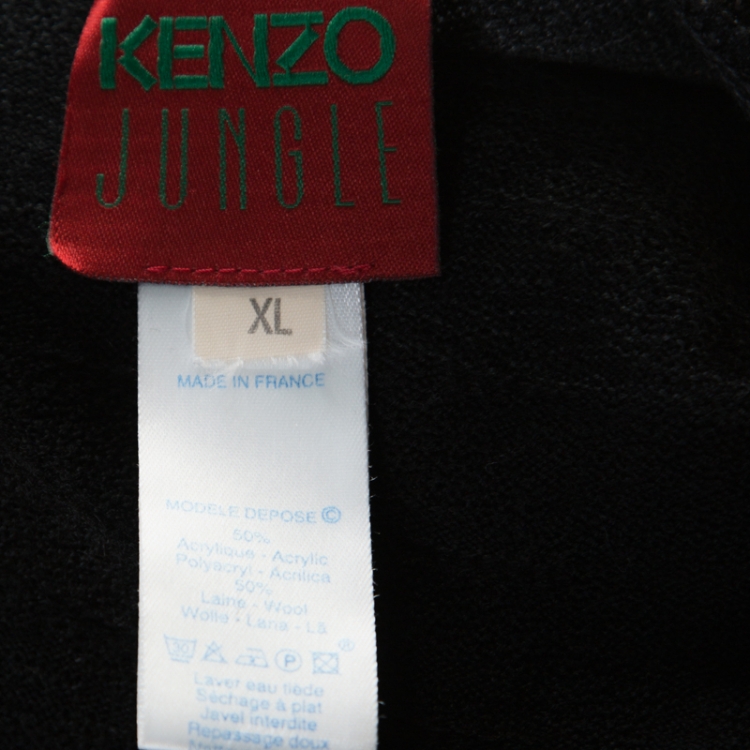 KENZO
JUNGLE
XL
MADE IN FRANCE
MODELE DEPOSE ©
50%
Acrylique - Acrylic
Polyacryl - Acrilica
50%
Laine - Wool
Wolle - Lana - Lã
30 P ®
Laver eau tiède
Séchage à plat
Javel interdite
Repassage doux